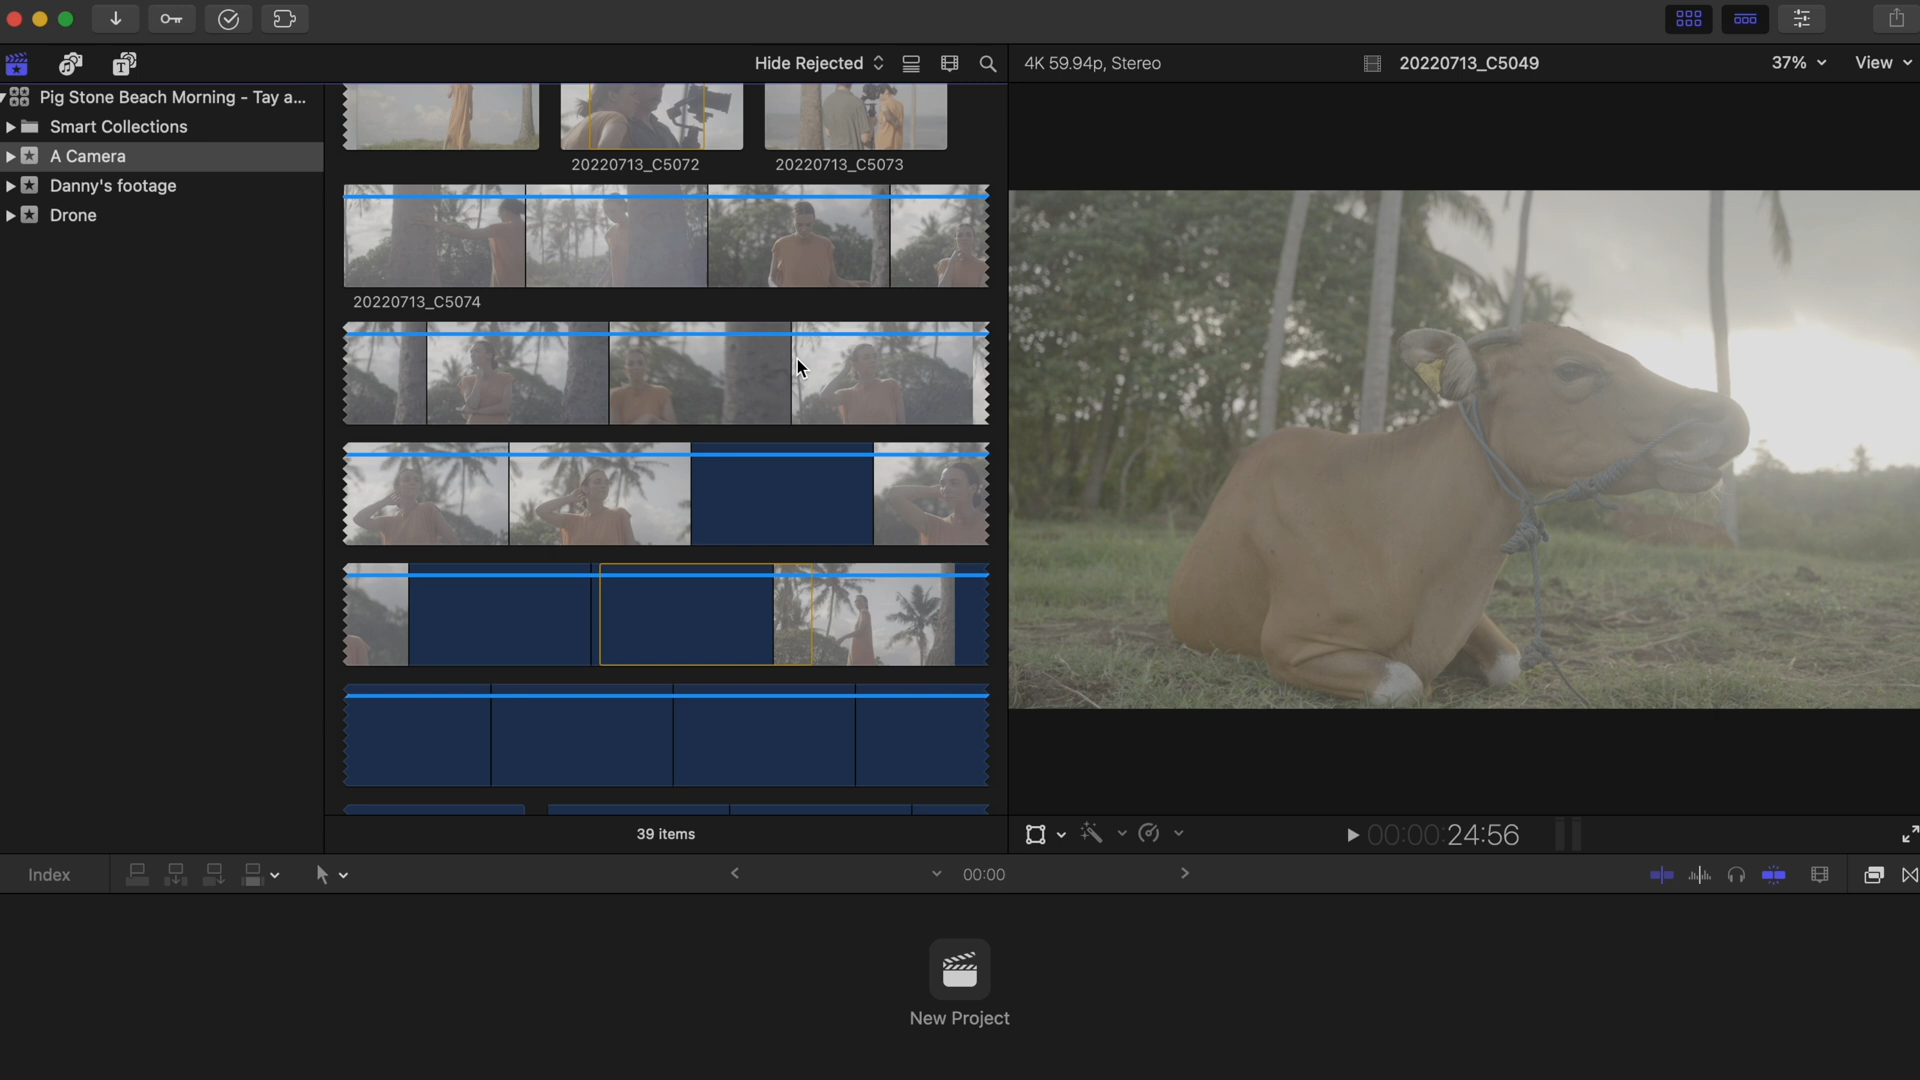 Hide Rejected
4K 59.94p, Stereo
20220713_C5049
37%
View
Pig Stone Beach Morning - Tay a...
Smart Collections
A Camera
Danny's footage
Drone
20220713_C5072
20220713_C5073
20220713_C5074
39 items
00:00:24:56
Index
00:00
New Project